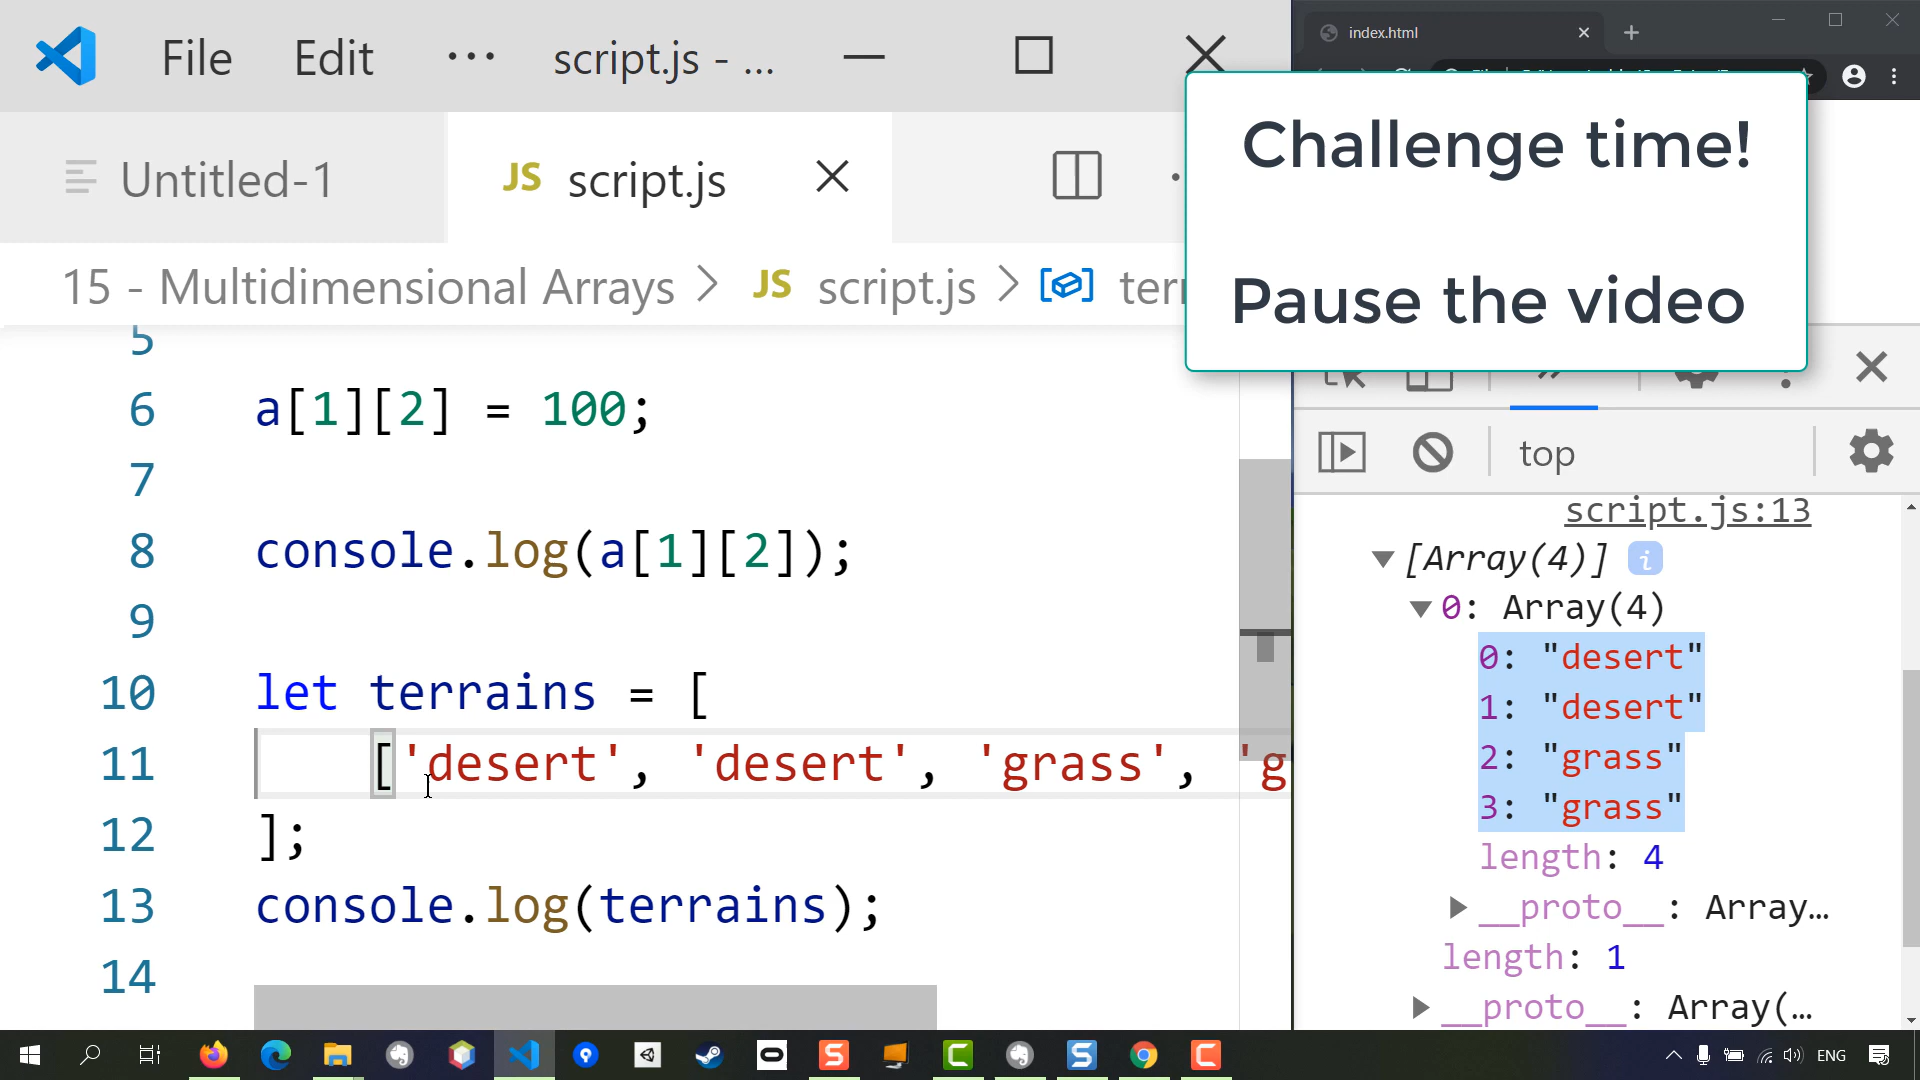 File Edit ··· script.js - ...
index.html
Untitled-1
JS script.js
Challenge time!
Pause the video
15 - Multidimensional Arrays > JS script.js >
5
6 a[1][2] = 100;
7
8 console.log(a[1][2]);
9
10 let terrains = [
11 ['desert', 'desert', 'grass', 'g
12 ];
13 console.log(terrains);
14
top
script.js:13
[Array(4)] i
0: Array(4)
0: "desert"
1: "desert"
2: "grass"
3: "grass"
length: 4
__proto__: Array…
length: 1
__proto__: Array(…
ENG